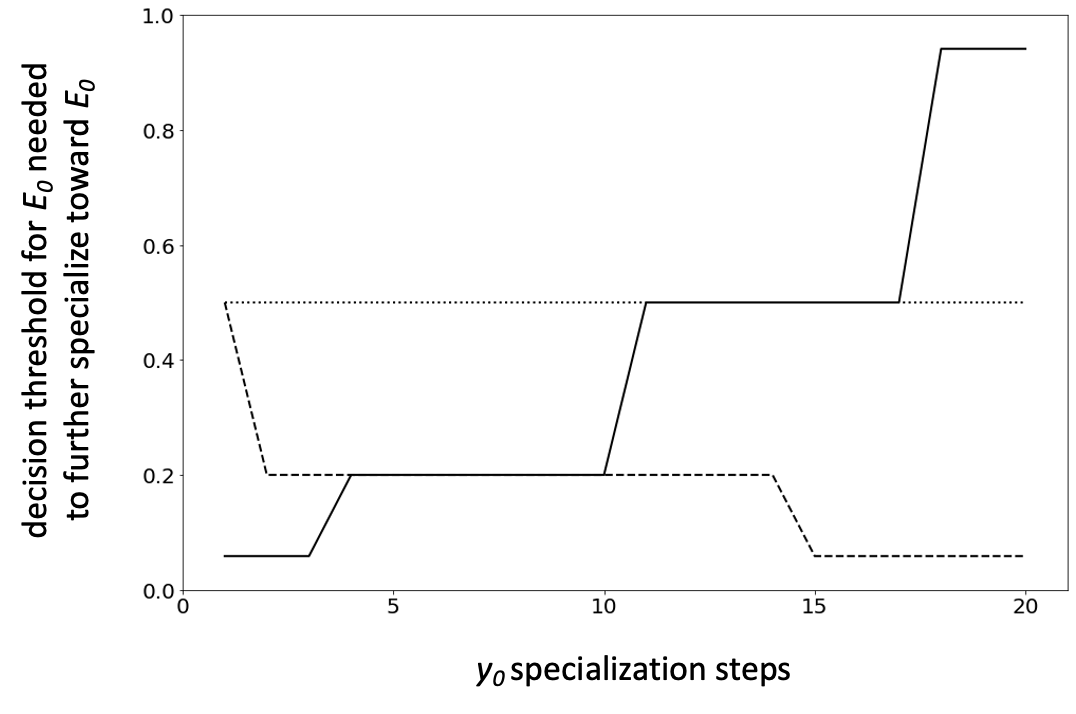 decision threshold for E0 needed
to further specialize toward E0
1.0
0.8
0.6
0.4
0.2
0.0
0 5 10 15 20
y0 specialization steps